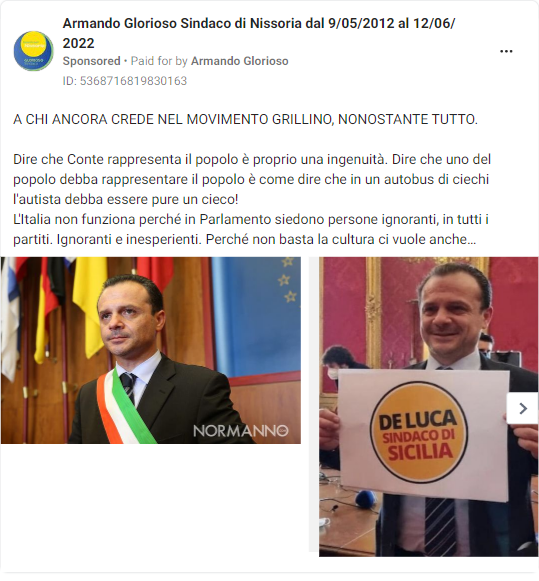 Armando Glorioso Sindaco di Nissoria dal 9/05/2012 al 12/06/
2022
Sponsored • Paid for by Armando Glorioso
ID: 5368716819830163
A CHI ANCORA CREDE NEL MOVIMENTO GRILLINO, NONOSTANTE TUTTO.
Dire che Conte rappresenta il popolo è proprio una ingenuità. Dire che uno del
popolo debba rappresentare il popolo è come dire che in un autobus di ciechi
l'autista debba essere pure un cieco!
L'Italia non funziona perché in Parlamento siedono persone ignoranti, in tutti i
partiti. Ignoranti e inesperienti. Perché non basta la cultura ci vuole anche...
NORMANNO
DE LUCA
SINDACO DI
SICILIA